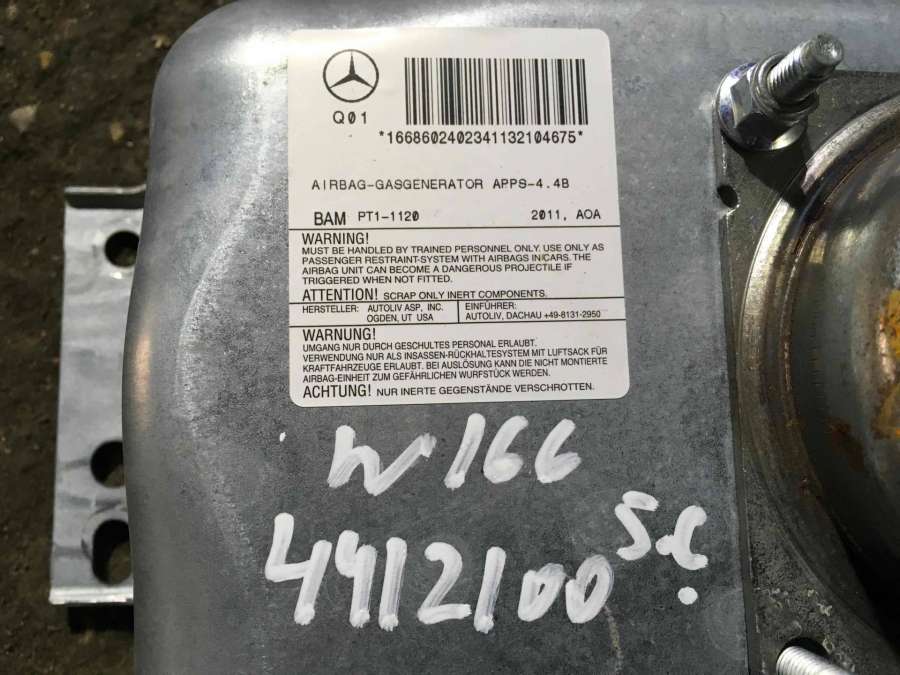 Q01
*16686024023411321​04675*
AIRBAG-GASGENERATOR APPS-4.4B
BAM PT1-1120 2011, AOA
WARNING!
MUST BE HANDLED BY TRAINED PERSONNEL ONLY. USE ONLY AS
PASSENGER RESTRAINT-SYSTEM WITH AIRBAGS IN CARS. THE
AIRBAG UNIT CAN BECOME A DANGEROUS PROJECTILE IF
TRIGGERED WHEN NOT FITTED.
ATTENTION! SCRAP ONLY INERT COMPONENTS.
HERSTELLER: AUTOLIV ASP, INC. EINFÜHRER:
OGDEN, UT USA AUTOLIV, DACHAU +49-8131-2950
WARNUNG!
UMGANG NUR DURCH GESCHULTES PERSONAL ERLAUBT.
VERWENDUNG NUR ALS INSASSEN-RÜCKHALTESYSTEM MIT LUFTSACK FÜR
KRAFTFAHRZEUGE ERLAUBT. BEI AUSLÖSUNG KANN DIE NICHT MONTIERTE
AIRBAG-EINHEIT ZUM GEFÄHRLICHEN WURFSTÜCK WERDEN.
ACHTUNG! NUR INERTE GEGENSTÄNDE VERSCHROTTEN.
W166
4912100